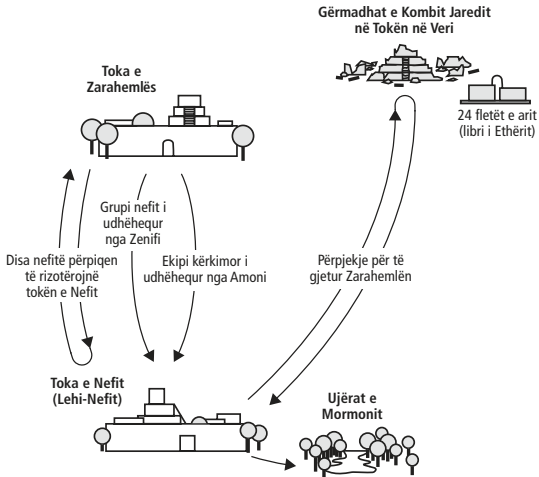 Gërmadhat e Kombit Jaredit
në Tokën në Veri
Toka e
Zarahemlës
24 fletët e arit
(libri i Ethërit)
Grupi nefit i
udhëhequr
nga Zenifi
Disa nefitë përpiqen
të rizotërojnë
tokën e Nefit
Ekipi kërkimor i
udhëhequr nga Amoni
Përpjekje për të
gjetur Zarahemlën
Toka e Nefit
(Lehi-Nefit)
Ujërat e
Mormonit